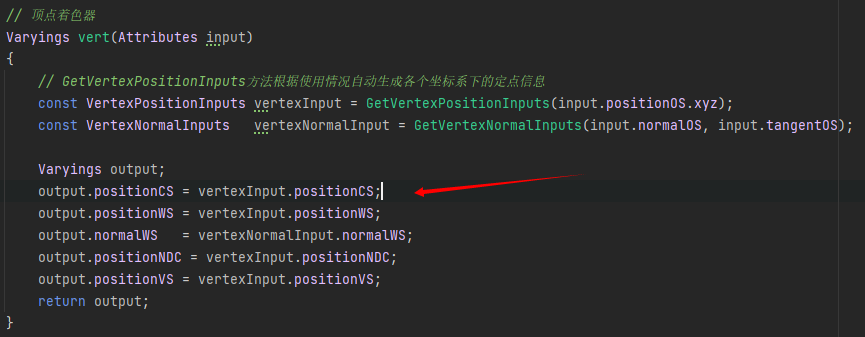 // 顶点着色器
Varyings vert(Attributes input)
{
// GetVertexPositionInputs方法根据使用情况自动生成各个坐标系下的定点信息
const VertexPositionInputs vertexInput = GetVertexPositionInputs(input.positionOS.xyz);
const VertexNormalInputs   vertexNormalInput = GetVertexNormalInputs(input.normalOS, input.tangentOS);
Varyings output;
output.positionCS = vertexInput.positionCS;
output.positionWS = vertexInput.positionWS;
output.normalWS   = vertexNormalInput.normalWS;
output.positionNDC = vertexInput.positionNDC;
output.positionVS = vertexInput.positionVS;
return output;
}